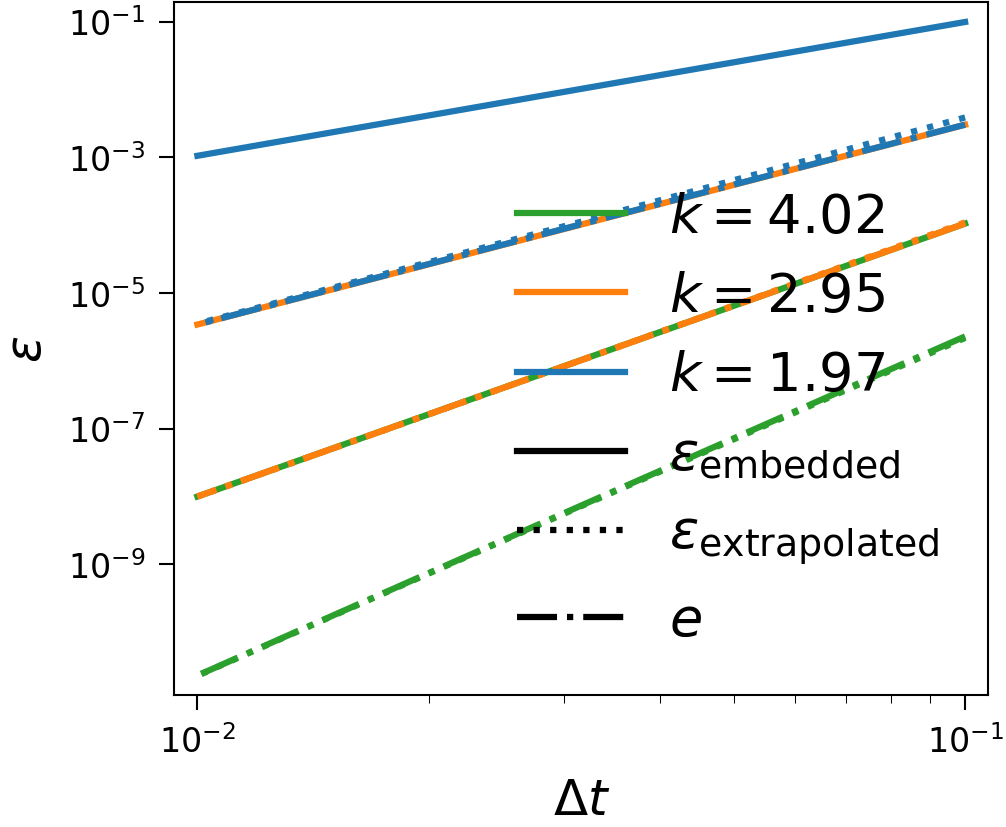 10⁻¹
10⁻³
10⁻⁵
10⁻⁷
10⁻⁹
ε
k = 4.02
k = 2.95
k = 1.97
ε_embedded
ε_extrapolated
e
10⁻²
10⁻¹
Δt